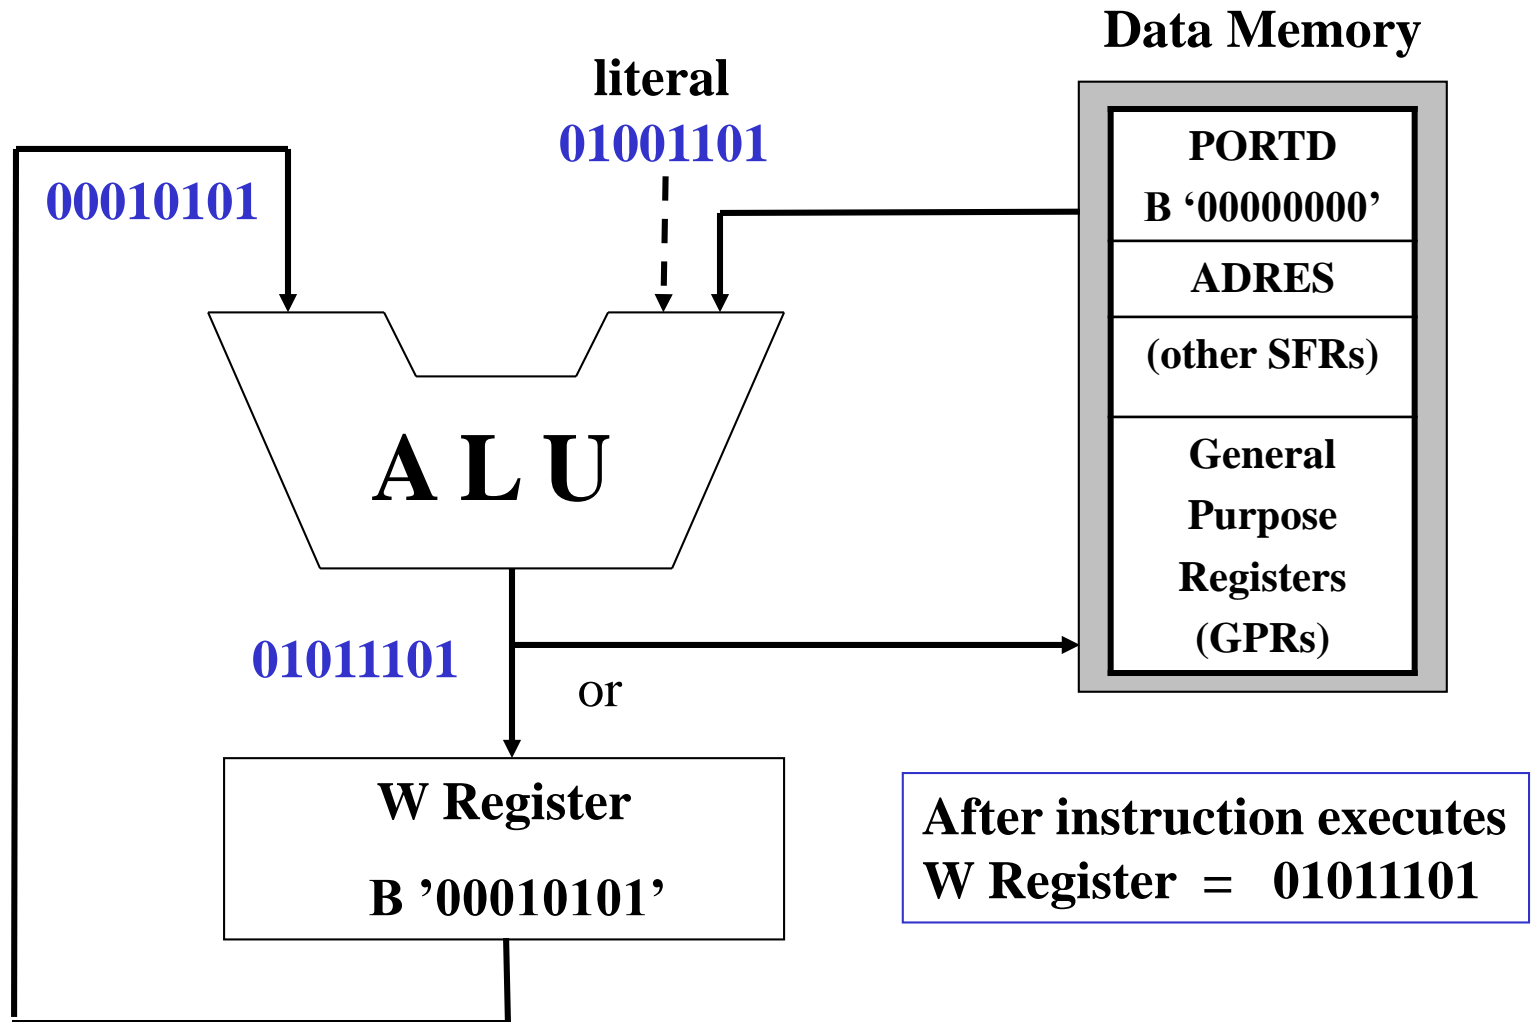 Data Memory
literal
01001101
00010101
PORTD
B ‘00000000’
ADRES
(other SFRs)
General
Purpose
Registers
(GPRs)
A L U
01011101
or
W Register
B ’00010101’
After instruction executes
W Register = 01011101